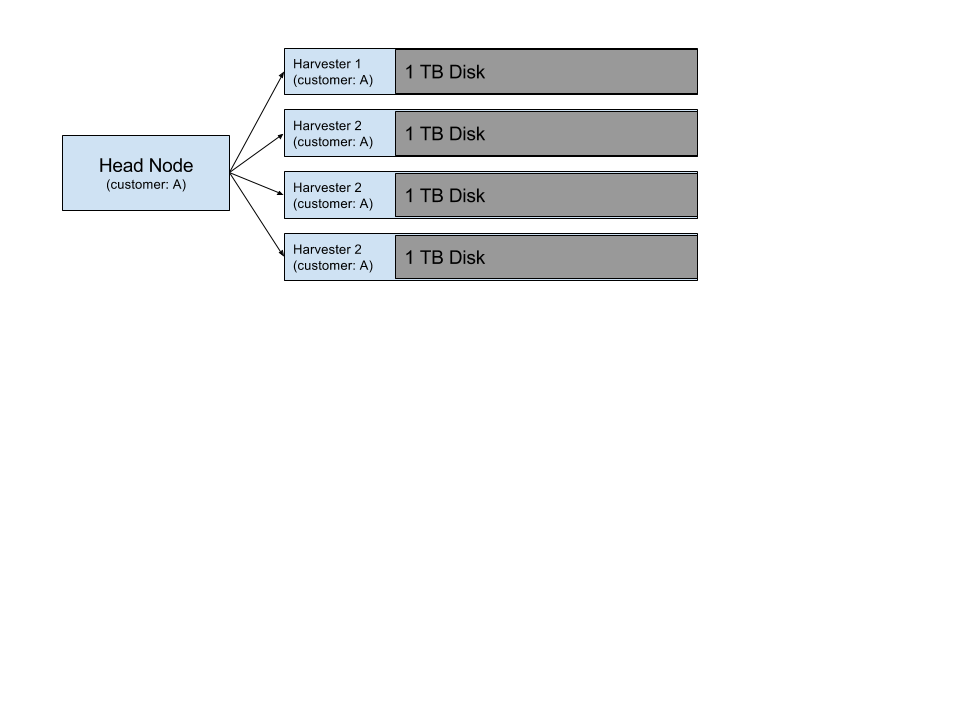 Harvester 1
(customer: A)
1 TB Disk
Harvester 2
(customer: A)
1 TB Disk
Head Node
(customer: A)
Harvester 2
(customer: A)
1 TB Disk
Harvester 2
(customer: A)
1 TB Disk